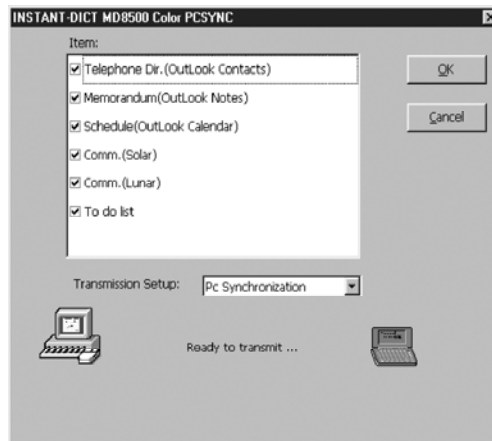 INSTANT-DICT MD8500 Color PCSYNC
Item:
Telephone Dir.(OutLook Contacts)
Memorandum(OutLook Notes)
Schedule(OutLook Calendar)
Comm.(Solar)
Comm.(Lunar)
To do list
OK
Cancel
Transmission Setup: Pc Synchronization
Ready to transmit ...